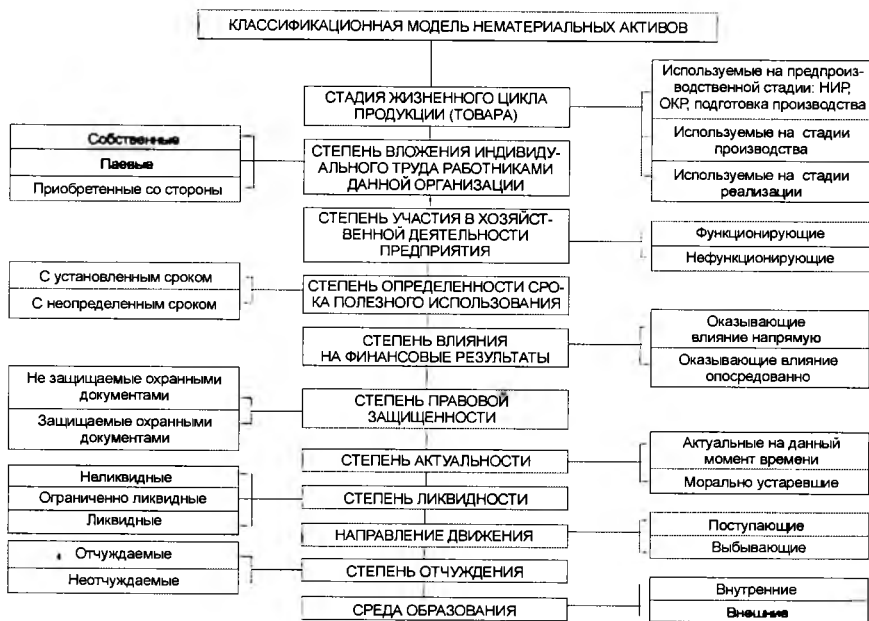 КЛАССИФИКАЦИОННАЯ МОДЕЛЬ НЕМАТЕРИАЛЬНЫХ АКТИВОВ
СТАДИЯ ЖИЗНЕННОГО ЦИКЛА
ПРОДУКЦИИ (ТОВАРА)
Используемые на предпроиз-
водственной стадии: НИР,
ОКР, подготовка производства
Используемые на стадии
производства
Используемые на стадии
реализации
Собственные
Паевые
Приобретенные со стороны
СТЕПЕНЬ ВЛОЖЕНИЯ ИНДИВИДУ-
АЛЬНОГО ТРУДА РАБОТНИКАМИ
ДАННОЙ ОРГАНИЗАЦИИ
СТЕПЕНЬ УЧАСТИЯ В ХОЗЯЙСТ-
ВЕННОЙ ДЕЯТЕЛЬНОСТИ
ПРЕДПРИЯТИЯ
Функционирующие
Нефункционирующие
С установленным сроком
С неопределенным сроком
СТЕПЕНЬ ОПРЕДЕЛЕННОСТИ СРО-
КА ПОЛЕЗНОГО ИСПОЛЬЗОВАНИЯ
СТЕПЕНЬ ВЛИЯНИЯ
НА ФИНАНСОВЫЕ РЕЗУЛЬТАТЫ
Оказывающие
влияние напрямую
Оказывающие влияние
опосредованно
Не защищаемые охранными
документами
Защищаемые охранными
документами
СТЕПЕНЬ ПРАВОВОЙ
ЗАЩИЩЕННОСТИ
СТЕПЕНЬ АКТУАЛЬНОСТИ
Актуальные на данный
момент времени
Морально устаревшие
Неликвидные
Ограниченно ликвидные
Ликвидные
СТЕПЕНЬ ЛИКВИДНОСТИ
НАПРАВЛЕНИЕ ДВИЖЕНИЯ
Поступающие
Выбывающие
Отчуждаемые
Неотчуждаемые
СТЕПЕНЬ ОТЧУЖДЕНИЯ
СРЕДА ОБРАЗОВАНИЯ
Внутренние
Внешние